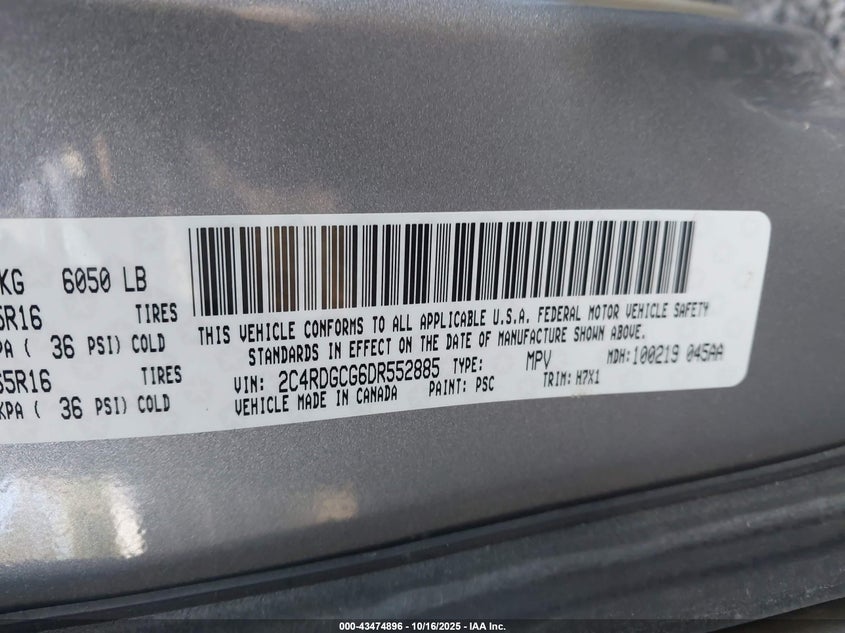 KG 6050 LB
5R16 TIRES
PA ( 36 PSI) COLD
65R16 TIRES
KPA ( 36 PSI) COLD
THIS VEHICLE CONFORMS TO ALL APPLICABLE U.S.A. FEDERAL MOTOR VEHICLE SAFETY
STANDARDS IN EFFECT ON THE DATE OF MANUFACTURE SHOWN ABOVE.
VIN: 2C4RDGCG6DR552885 TYPE: MPV MDH:100219 045AA
VEHICLE MADE IN CANADA PAINT: PSC TRIM: H7X1
000-43474896 - 10/16/2025 - IAA Inc.